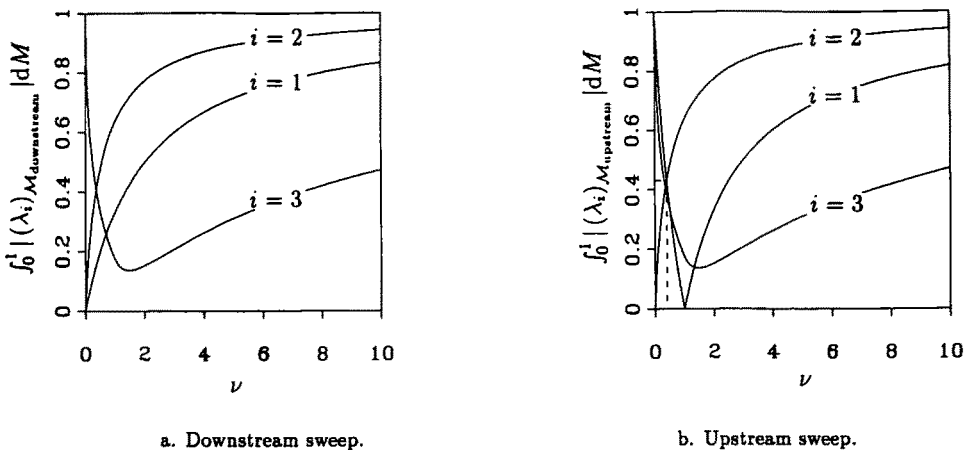 ∫₀¹ |(λᵢ)_{M_downstream}| dM
1
0.8
0.6
0.4
0.2
0
i = 2
i = 1
i = 3
0 2 4 6 8 10
ν
a. Downstream sweep.
∫₀¹ |(λᵢ)_{M_upstream}| dM
1
0.8
0.6
0.4
0.2
0
i = 2
i = 1
i = 3
0 2 4 6 8 10
ν
b. Upstream sweep.